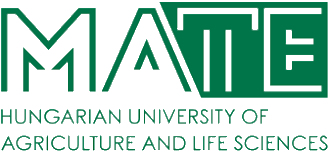 MATE
HUNGARIAN UNIVERSITY OF
AGRICULTURE AND LIFE SCIENCES